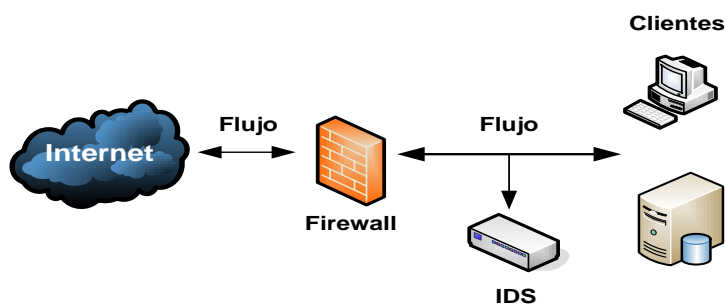 Clientes
Flujo
Flujo
Internet
Firewall
IDS